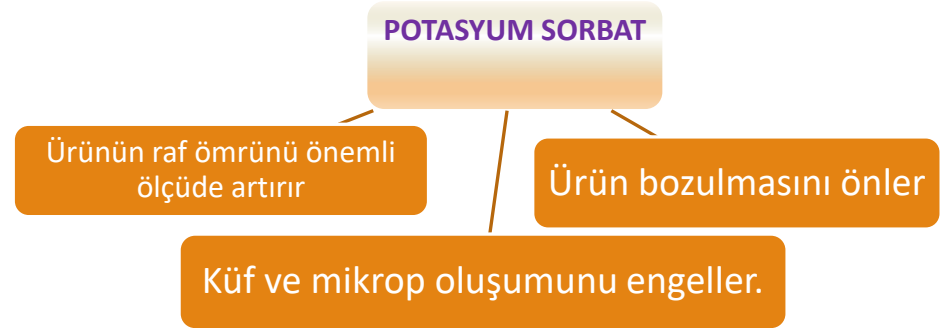 POTASYUM SORBAT
Ürünün raf ömrünü önemli
ölçüde artırır
Ürün bozulmasını önler
Küf ve mikrop oluşumunu engeller.